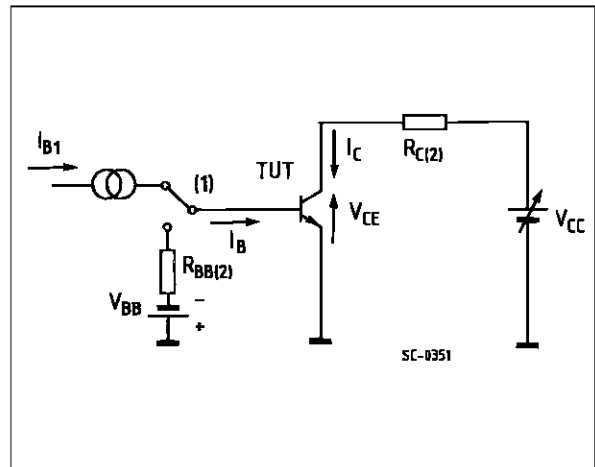 I_B1
(1)
TUT
I_C
R_C(2)
V_CE
V_CC
I_B
R_BB(2)
V_BB
−
+
SC-0351